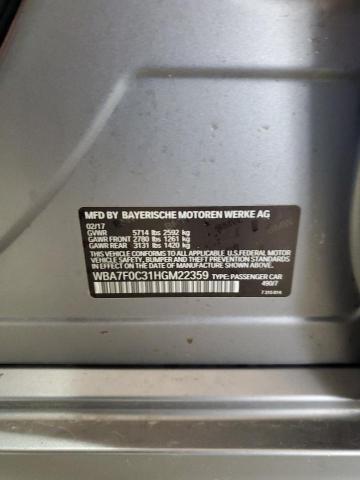 MFD BY BAYERISCHE MOTOREN WERKE AG
02/17
GVWR 5714 lbs 2592 kg
GAWR FRONT 2780 lbs 1261 kg
GAWR REAR 3131 lbs 1420 kg
THIS VEHICLE CONFORMS TO ALL APPLICABLE U.S.FEDERAL MOTOR
VEHICLE SAFETY, BUMPER AND THEFT PREVENTION STANDARDS
IN EFFECT ON THE DATE OF MANUFACTURE SHOWN ABOVE.
WBA7F0C31HGM22359 TYPE: PASSENGER CAR
490/7